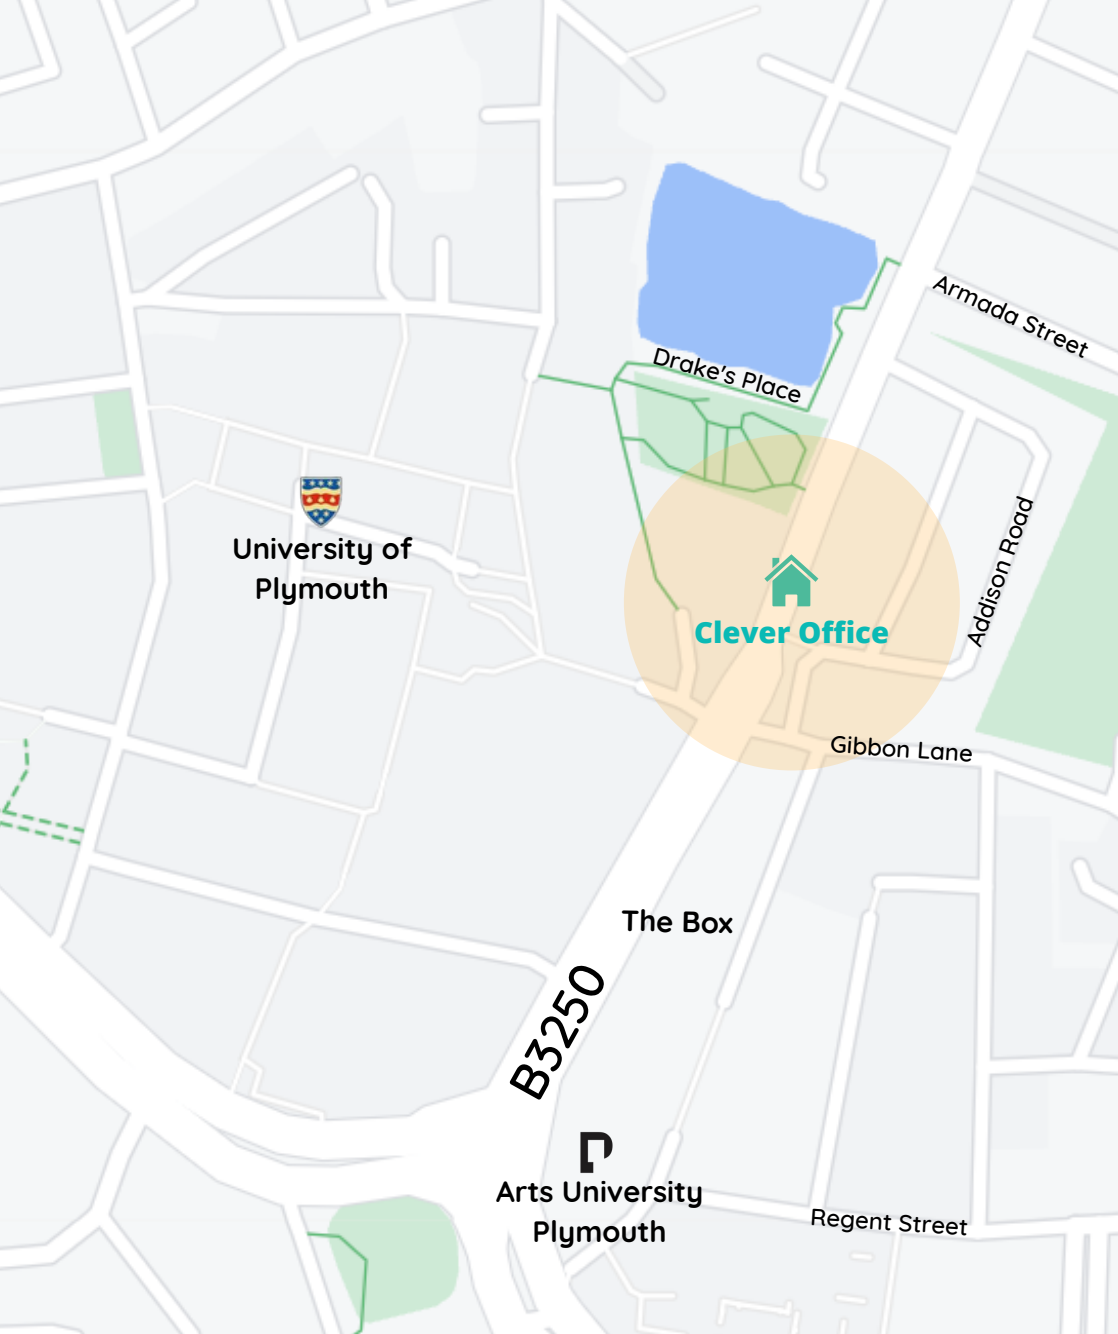 Armada Street
Drake's Place
Addison Road
University of
Plymouth
Clever Office
Gibbon Lane
The Box
B3250
Arts University
Plymouth
Regent Street